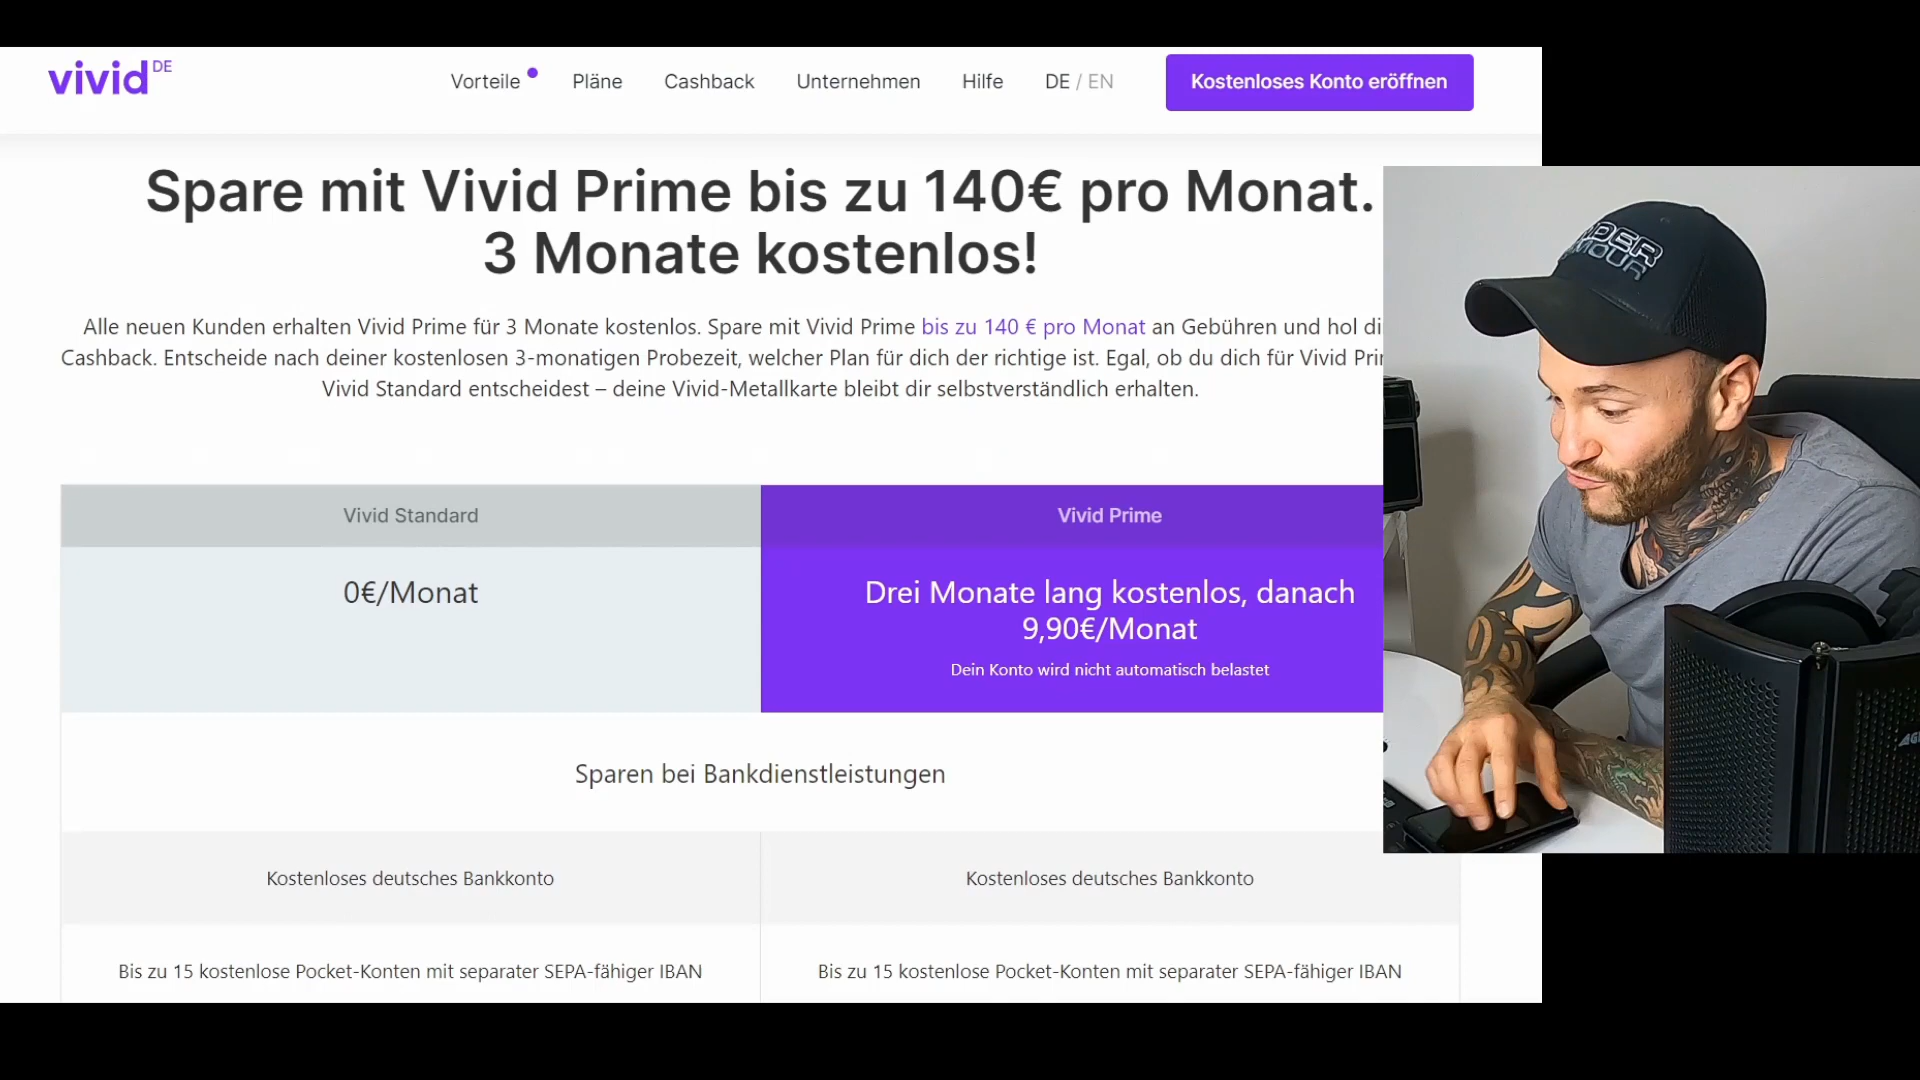 vivid DE
Vorteile Pläne Cashback Unternehmen Hilfe DE / EN Kostenloses Konto eröffnen
Spare mit Vivid Prime bis zu 140€ pro Monat.
3 Monate kostenlos!
Alle neuen Kunden erhalten Vivid Prime für 3 Monate kostenlos. Spare mit Vivid Prime bis zu 140 € pro Monat an Gebühren und hol
Cashback. Entscheide nach deiner kostenlosen 3-monatigen Probezeit, welcher Plan für dich der richtige ist. Egal, ob du dich für Vivid
Vivid Standard entscheidest – deine Vivid-Metallkarte bleibt dir selbstverständlich erhalten.
Vivid Standard Vivid Prime
0€/Monat
Drei Monate lang kostenlos, danach
9,90€/Monat
Dein Konto wird nicht automatisch belastet
Sparen bei Bankdienstleistungen
Kostenloses deutsches Bankkonto Kostenloses deutsches Bankkonto
Bis zu 15 kostenlose Pocket-Konten mit separater SEPA-fähiger IBAN Bis zu 15 kostenlose Pocket-Konten mit separater SEPA-fähiger IBAN